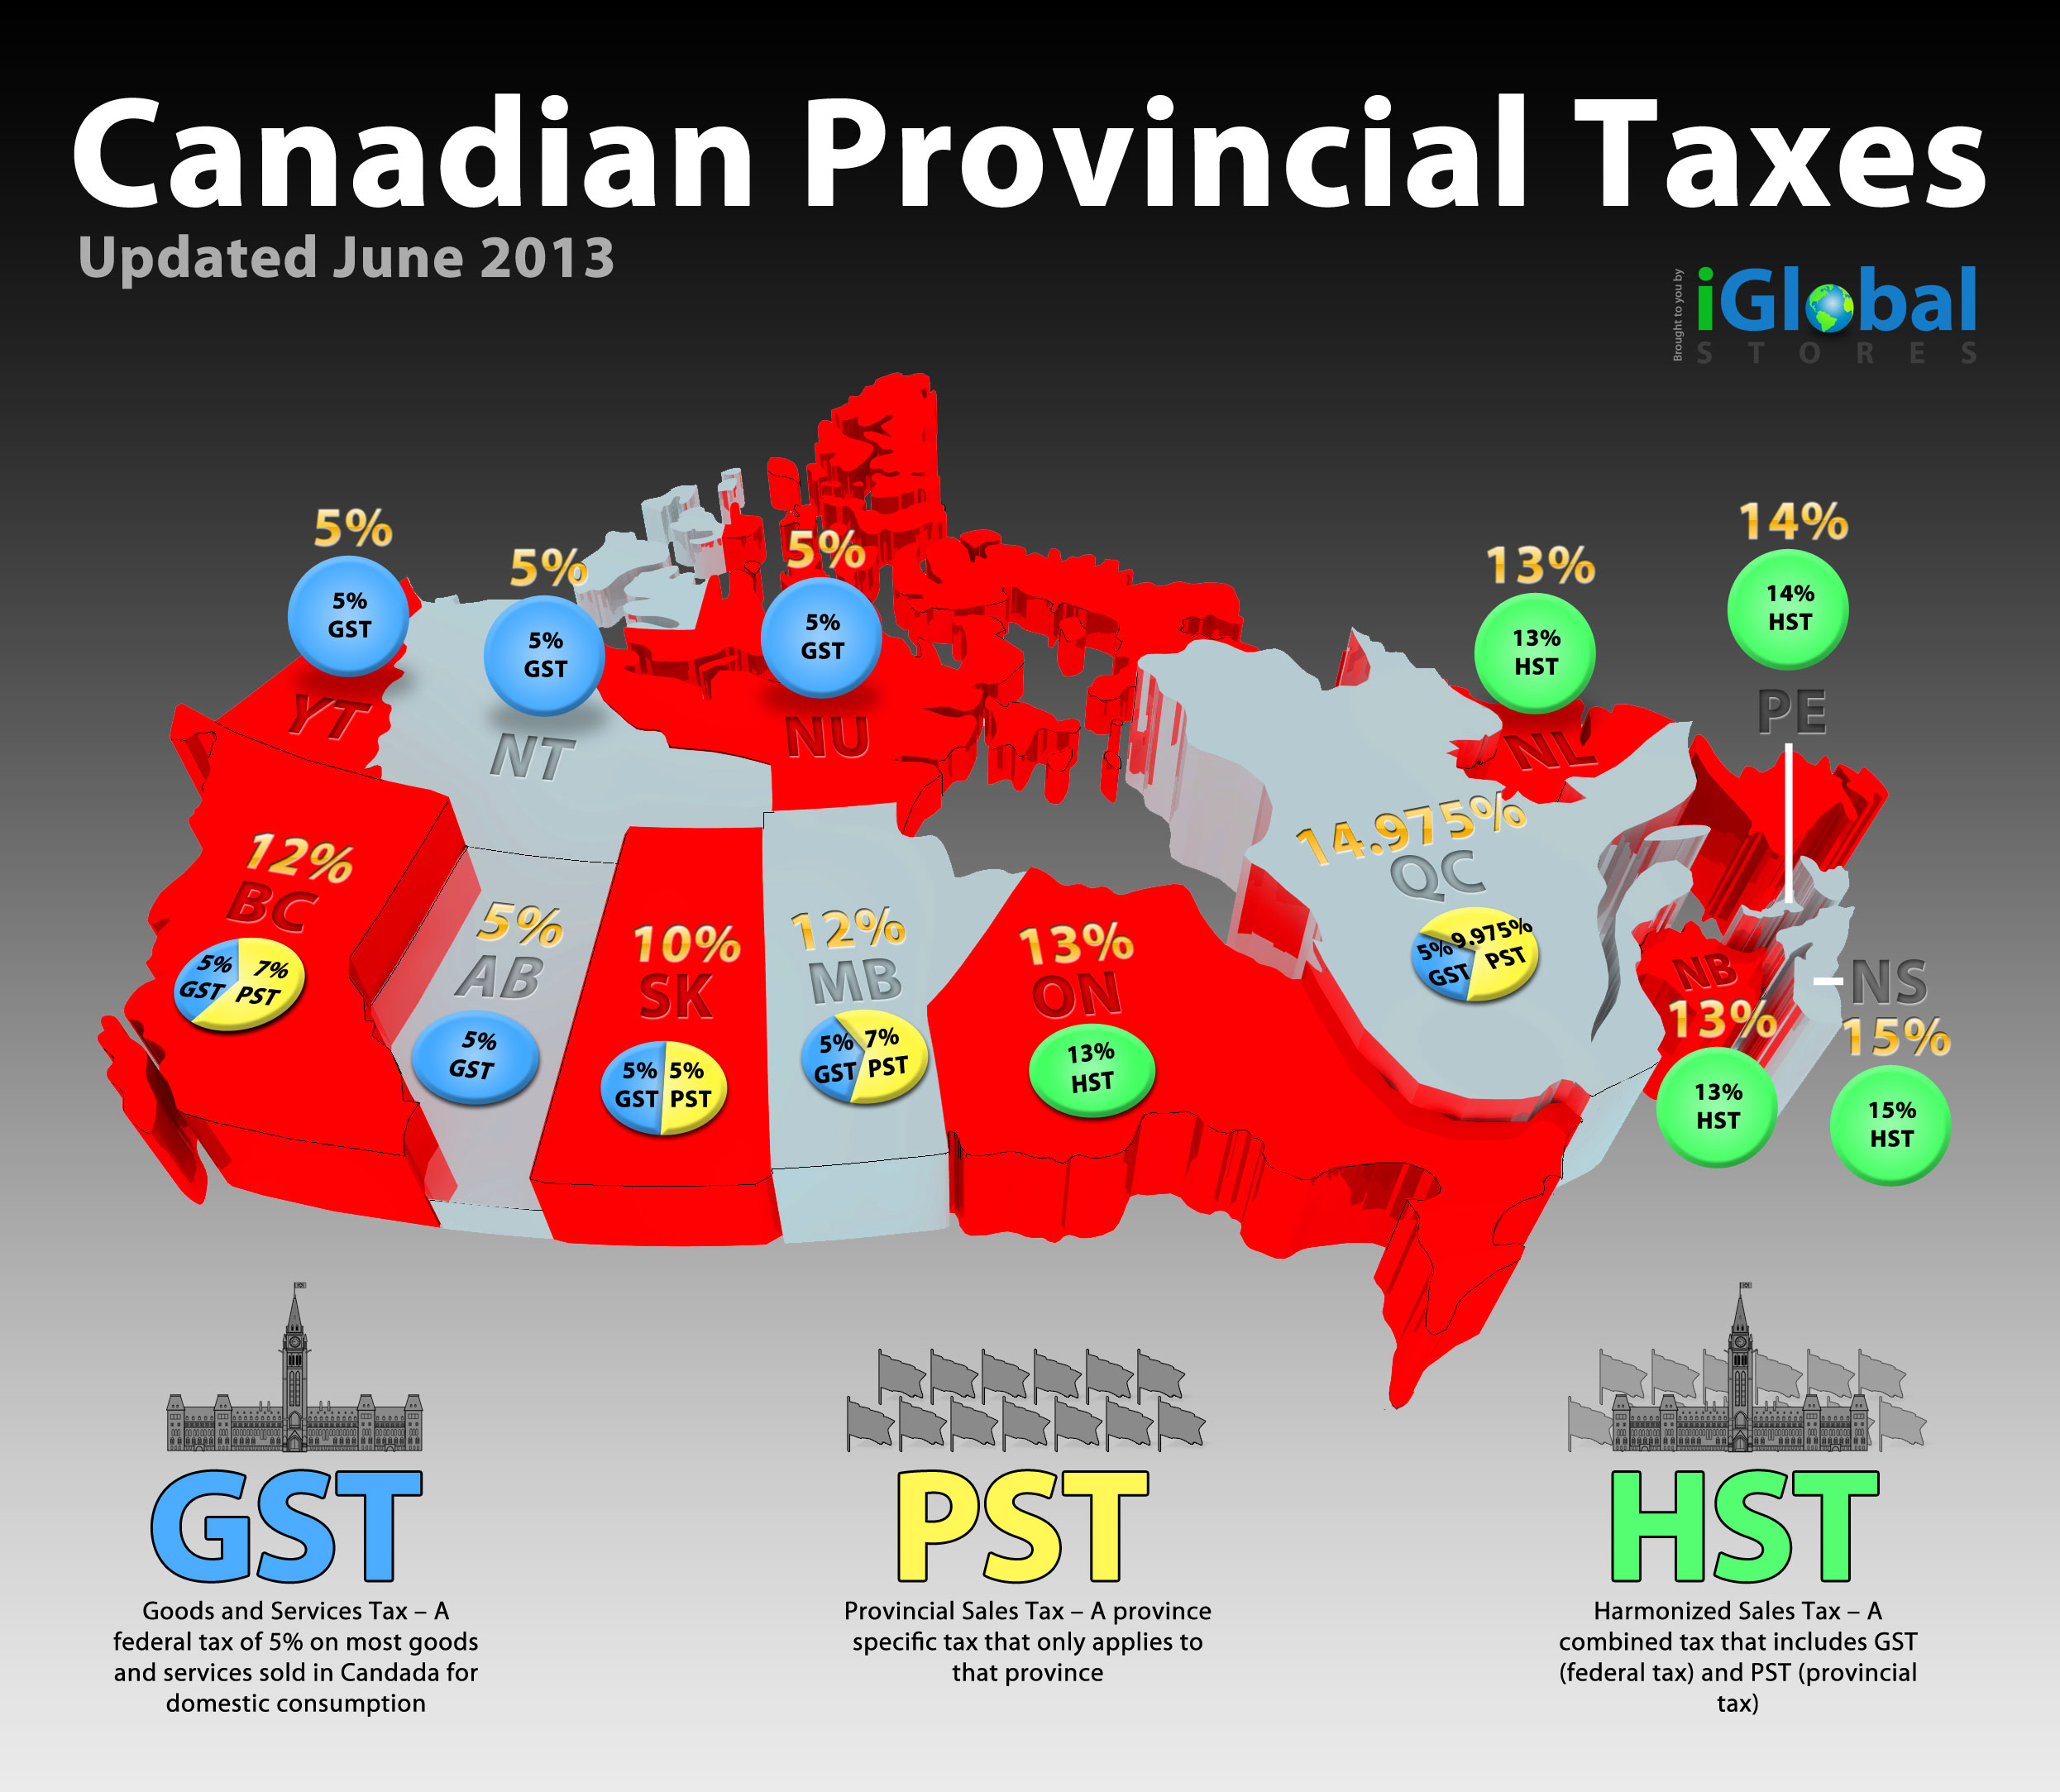 Canadian Provincial Taxes
Updated June 2013
Brought to you by
iGlobal
STORES
5%
5%
GST
YT
5%
5%
GST
NT
5%
5%
GST
NU
13%
13%
HST
NL
14%
14%
HST
PE
12%
BC
5%
GST
7%
PST
5%
AB
5%
GST
10%
SK
5%
GST
5%
PST
12%
MB
5%
GST
7%
PST
13%
ON
13%
HST
14.975%
QC
5%
GST
9.975%
PST
NB
13%
13%
HST
NS
15%
15%
HST
GST
Goods and Services Tax – A
federal tax of 5% on most goods
and services sold in Candada for
domestic consumption
PST
Provincial Sales Tax – A province
specific tax that only applies to
that province
HST
Harmonized Sales Tax – A
combined tax that includes GST
(federal tax) and PST (provincial
tax)